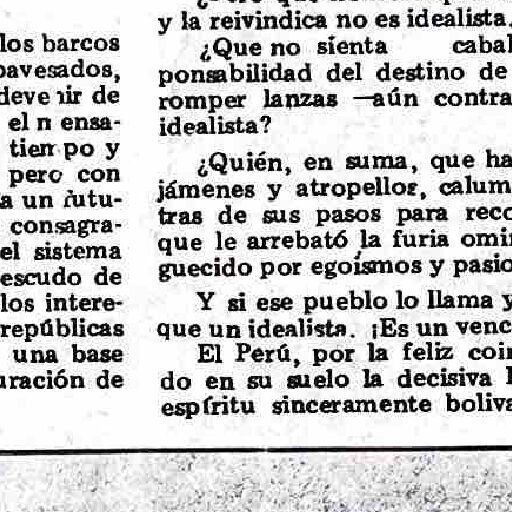 los barcos
pavesados,
deve ir de
el n ensa-
tiem po y
pero con
a un futu-
consagra-
el sistema
escudo de
los intere-
repúblicas
una base
uración de
y la reivindica no es idealista.
¿Que no sienta cabal
ponsabilidad del destino de
romper lanzas —aún contra
idealista?
¿Quién, en suma, que ha
jámenes y atropellos, calum
tras de sus pasos para reco
que le arrebató la furia omi
guecido por egoísmos y pasio
Y si ese pueblo lo llama y
que un idealista. ¡Es un venc
El Perú, por la feliz coin
do en su suelo la decisiva
espíritu sinceramente boliva